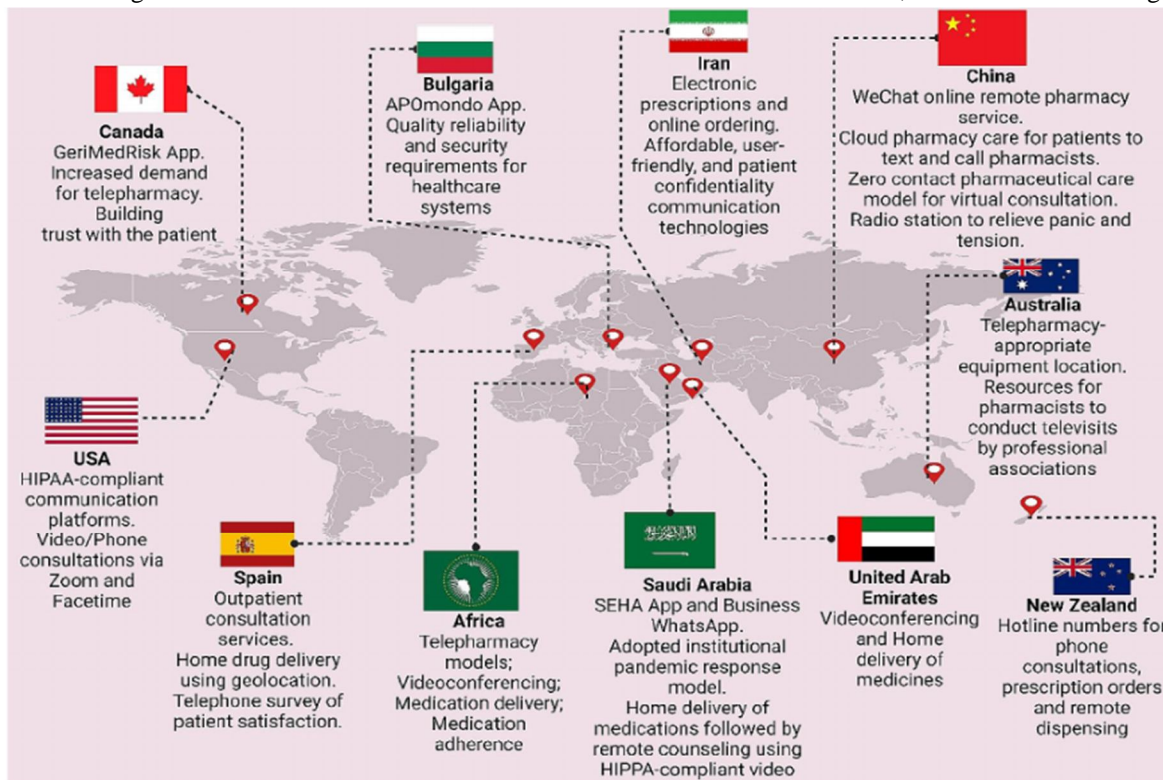 Canada
GeriMedRisk App.
Increased demand
for telepharmacy.
Building
trust with the patient
Bulgaria
APOmondo App.
Quality reliability
and security
requirements for
healthcare
systems
Iran
Electronic
prescriptions and
online ordering.
Affordable, user-
friendly, and patient
confidentiality
communication
technologies
China
WeChat online remote pharmacy
service.
Cloud pharmacy care for patients to
text and call pharmacists.
Zero contact pharmaceutical care
model for virtual consultation.
Radio station to relieve panic and
tension.
Australia
Telepharmacy-
appropriate
equipment location.
Resources for
pharmacists to
conduct televisits
by professional
associations
USA
HIPAA-compliant
communication
platforms.
Video/Phone
consultations via
Zoom and
Facetime
Spain
Outpatient
consultation
services.
Home drug delivery
using geolocation.
Telephone survey of
patient satisfaction.
Africa
Telepharmacy
models;
Videoconferencing;
Medication delivery;
Medication
adherence
Saudi Arabia
SEHA App and Business
WhatsApp.
Adopted institutional
pandemic response
model.
Home delivery of
medications followed by
remote counseling using
HIPPA-compliant video
United Arab
Emirates
Videoconferencing
and Home
delivery of
medicines
New Zealand
Hotline numbers for
phone
consultations,
prescription orders
and remote
dispensing